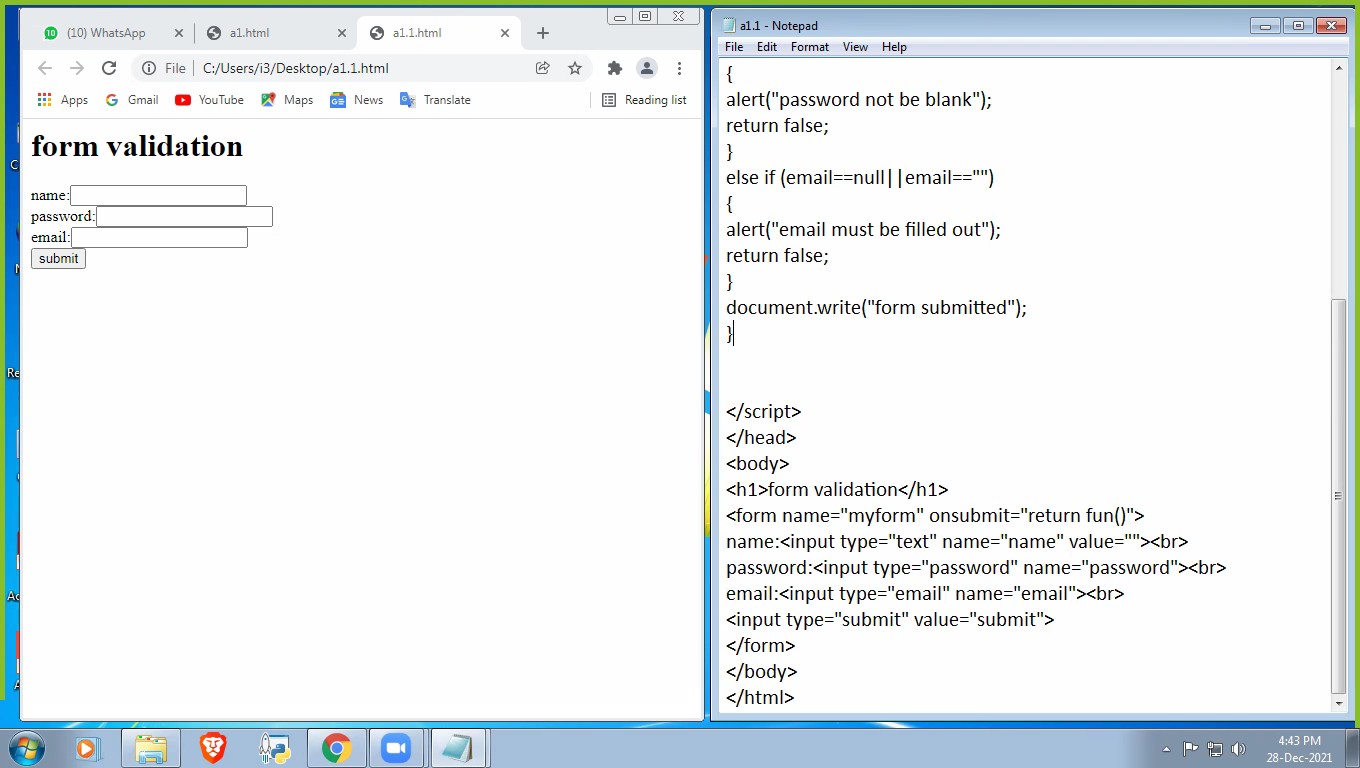 (10) WhatsApp
a1.html
a1.1.html
File
C:/Users/i3/Desktop/a1.1.html
Apps
Gmail
YouTube
Maps
News
Translate
Reading list
form validation
name:
password:
email:
submit
a1.1 - Notepad
File Edit Format View Help
{
alert("password not be blank");
return false;
}
else if (email==null||email=="")
{
alert("email must be filled out");
return false;
}
document.write("form submitted");
}
</script>
</head>
<body>
<h1>form validation</h1>
<form name="myform" onsubmit="return fun()">
name:<input type="text" name="name" value=""><br>
password:<input type="password" name="password"><br>
email:<input type="email" name="email"><br>
<input type="submit" value="submit">
</form>
</body>
</html>
4:43 PM
28-Dec-2021